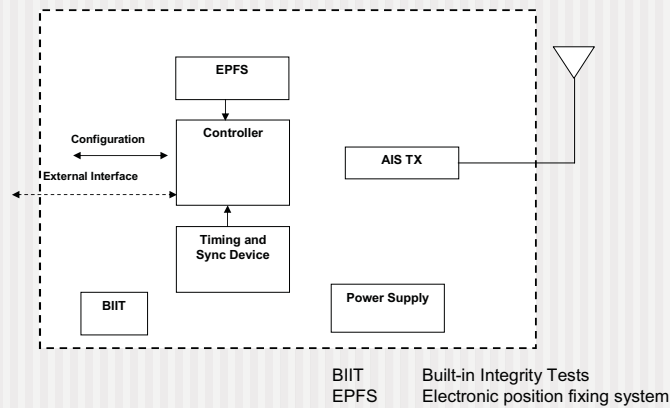 EPFS
Controller
Configuration
External Interface
AIS TX
Timing and
Sync Device
BIIT
Power Supply
BIIT Built-in Integrity Tests
EPFS Electronic position fixing system